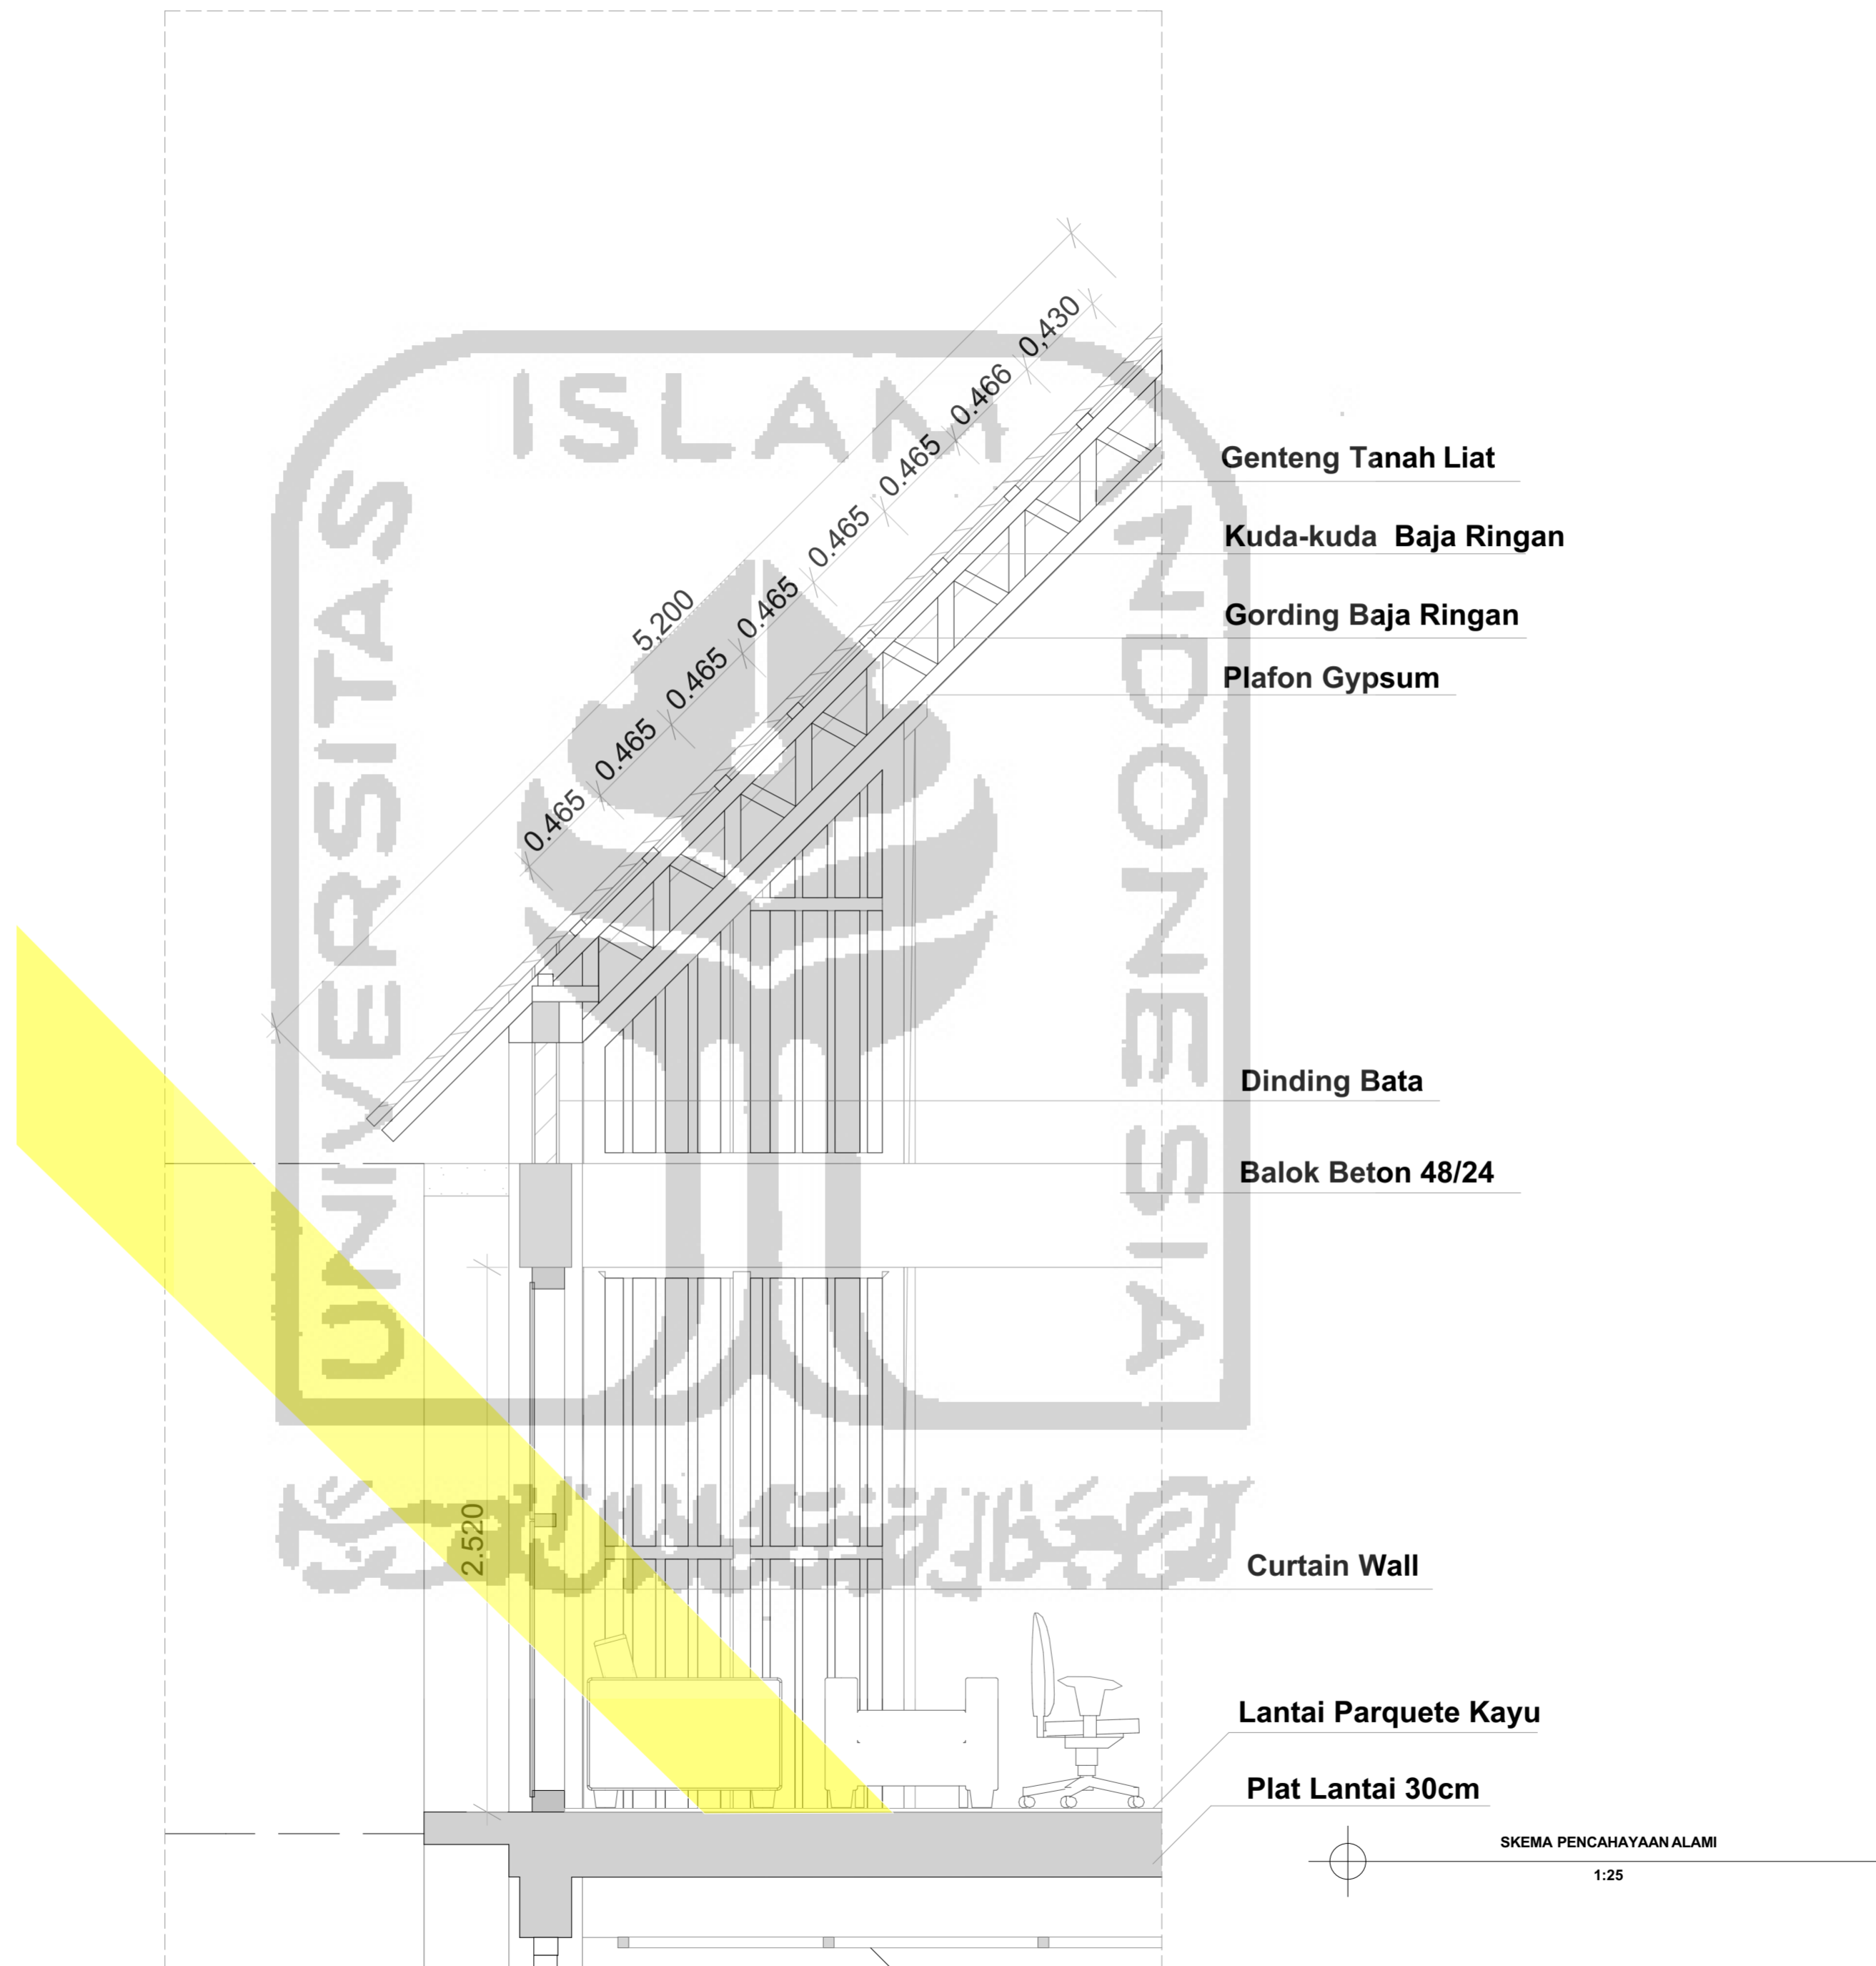 ISLAM
UNIVERSITAS
INDONESIA
5,200
0,430
0.466
0.465
0.465
0.465
0.465
0.465
0.465
Genteng Tanah Liat
Kuda-kuda Baja Ringan
Gording Baja Ringan
Plafon Gypsum
Dinding Bata
Balok Beton 48/24
2.520
Curtain Wall
Lantai Parquete Kayu
Plat Lantai 30cm
SKEMA PENCAHAYAAN ALAMI
1:25